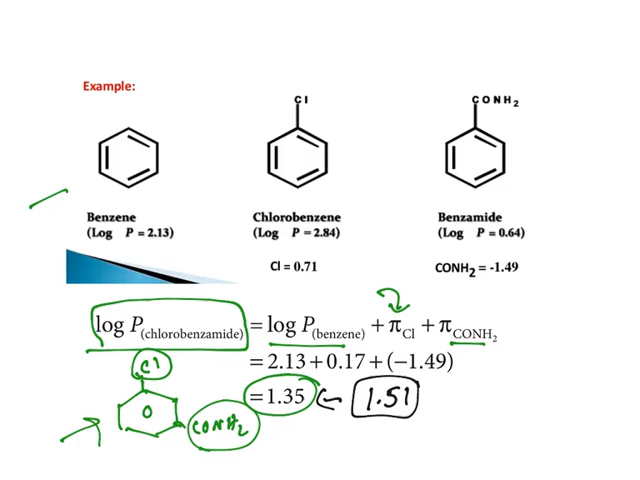 Example:
Cl
CONH2
Benzene
(Log P = 2.13)
Chlorobenzene
(Log P = 2.84)
Benzamide
(Log P = 0.64)
Cl = 0.71
CONH2 = -1.49
log P(chlorobenzamide) = log P(benzene) + πCl + πCONH2
= 2.13 + 0.17 + (−1.49)
= 1.35
1.51
Cl
CONH2